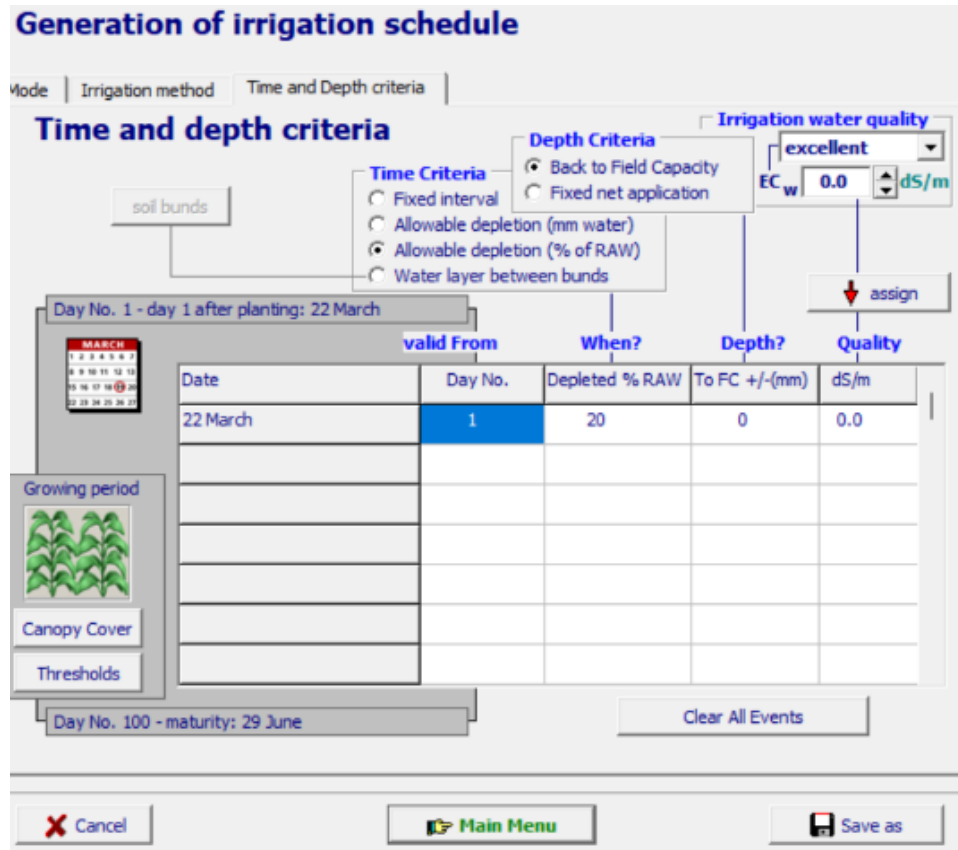 Generation of irrigation schedule
Mode Irrigation method Time and Depth criteria
Time and depth criteria
Irrigation water quality
excellent
EC w 0.0 dS/m
Depth Criteria
Back to Field Capacity
Fixed net application
Time Criteria
Fixed interval
Allowable depletion (mm water)
Allowable depletion (% of RAW)
Water layer between bunds
soil bunds
assign
Day No. 1 - day 1 after planting: 22 March
MARCH
valid From When? Depth? Quality
Date Day No. Depleted % RAW To FC +/-(mm) dS/m
22 March 1 20 0 0.0
Growing period
Canopy Cover
Thresholds
Day No. 100 - maturity: 29 June
Clear All Events
Cancel Main Menu Save as